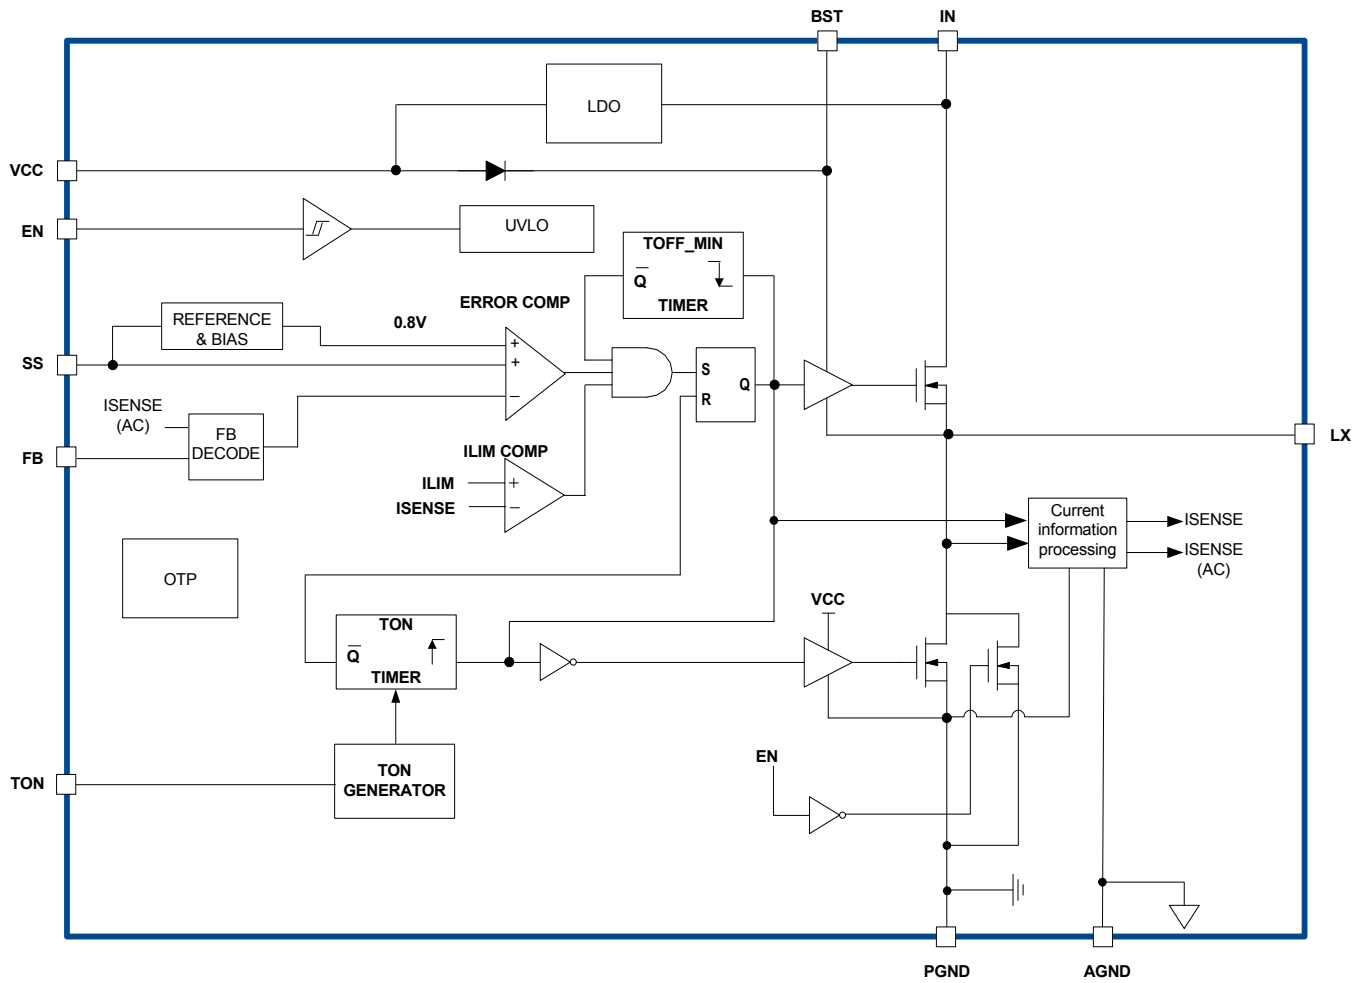 BST
IN
LDO
VCC
EN
UVLO
TOFF_MIN
Q
TIMER
ERROR COMP
REFERENCE
& BIAS
0.8V
SS
+
+
−
S
R
Q
ISENSE
(AC)
FB
DECODE
FB
LX
ILIM COMP
ILIM
+
ISENSE
−
Current
information
processing
ISENSE
ISENSE
(AC)
OTP
VCC
TON
Q
TIMER
EN
TON
TON
GENERATOR
PGND
AGND